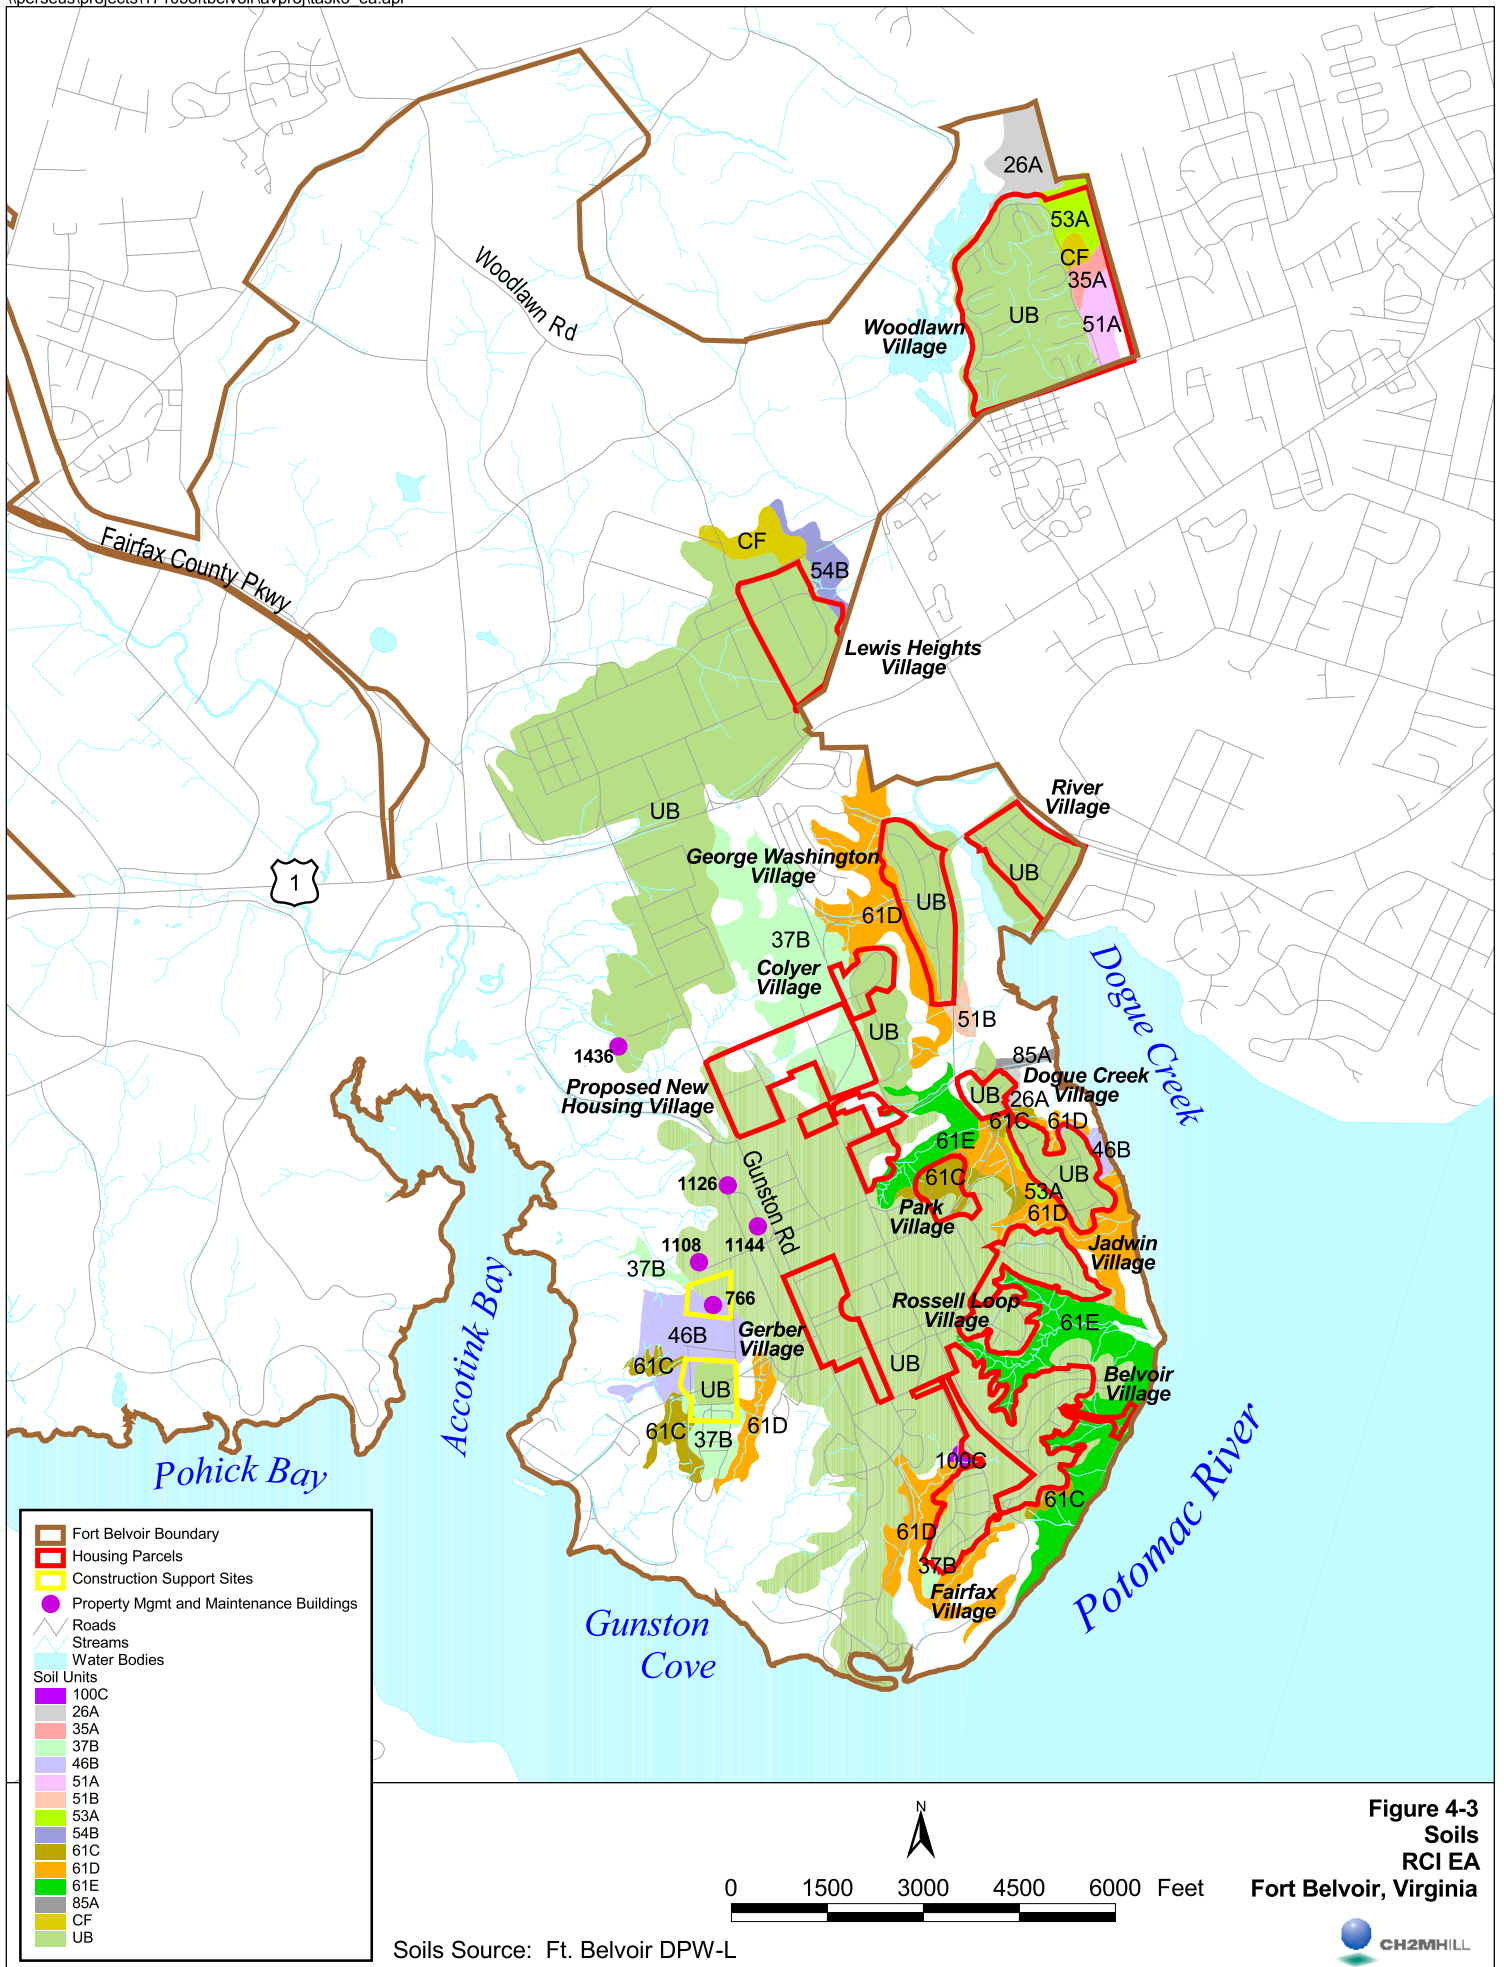 26A
53A
CF
35A
51A
UB
Woodlawn
Village
Woodlawn Rd
Fairfax County Pkwy
CF
54B
Lewis Heights
Village
UB
River
Village
UB
George Washington
Village
UB
61D
37B
1
Colyer
Village
UB
51B
Dogue Creek
1436
Proposed New
Housing Village
85A
Dogue Creek
Village
UB
26A
61C
61D
61E
46B
UB
61C
53A
61D
Park
Village
1126
Gunston Rd
1144
1108
37B
766
Jadwin
Village
Rossell Loop
Village
61E
46B
Gerber
Village
61C
UB
UB
Belvoir
Village
61C
37B
61D
100C
61C
61D
37B
Fairfax
Village
Accotink Bay
Pohick Bay
Gunston
Cove
Potomac River
Fort Belvoir Boundary
Housing Parcels
Construction Support Sites
Property Mgmt and Maintenance Buildings
Roads
Streams
Water Bodies
Soil Units
100C
26A
35A
37B
46B
51A
51B
53A
54B
61C
61D
61E
85A
CF
UB
N
0 1500 3000 4500 6000 Feet
Soils Source: Ft. Belvoir DPW-L
Figure 4-3
Soils
RCI EA
Fort Belvoir, Virginia
CH2MHILL